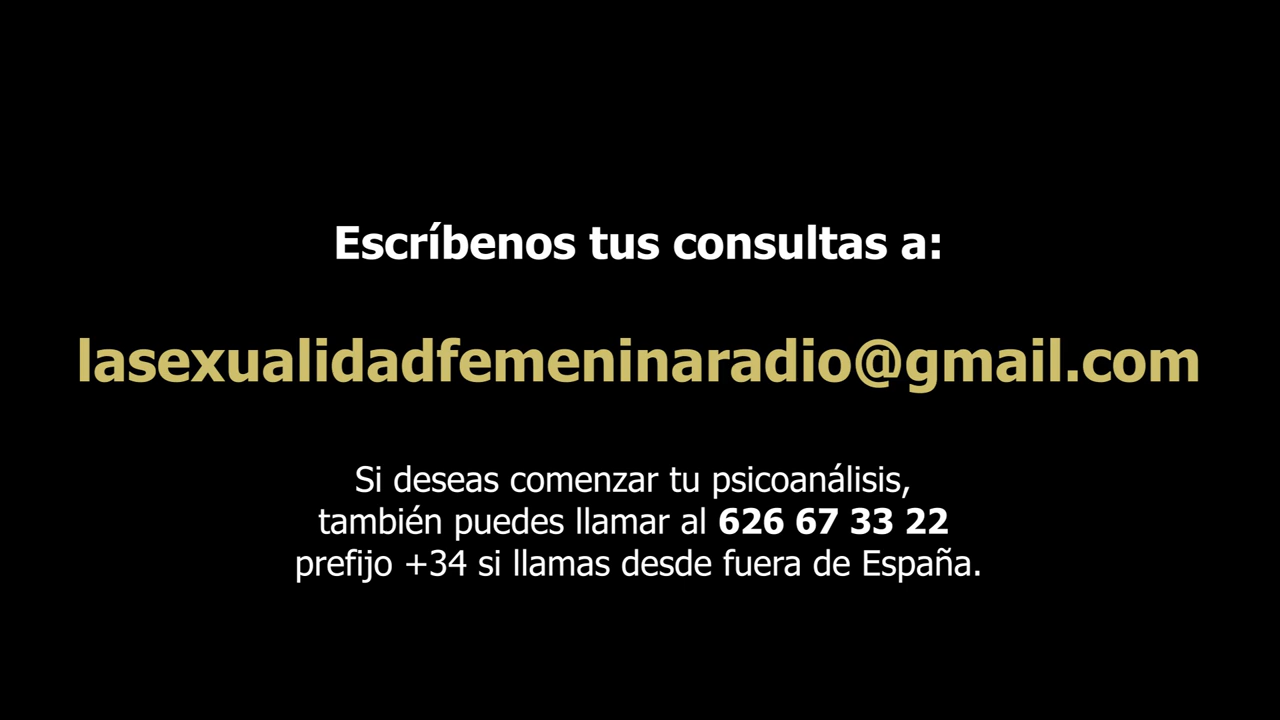 Escríbenos tus consultas a:
lasexualidadfemeninaradio@gmail.com
Si deseas comenzar tu psicoanálisis,
también puedes llamar al 626 67 33 22
prefijo +34 si llamas desde fuera de España.